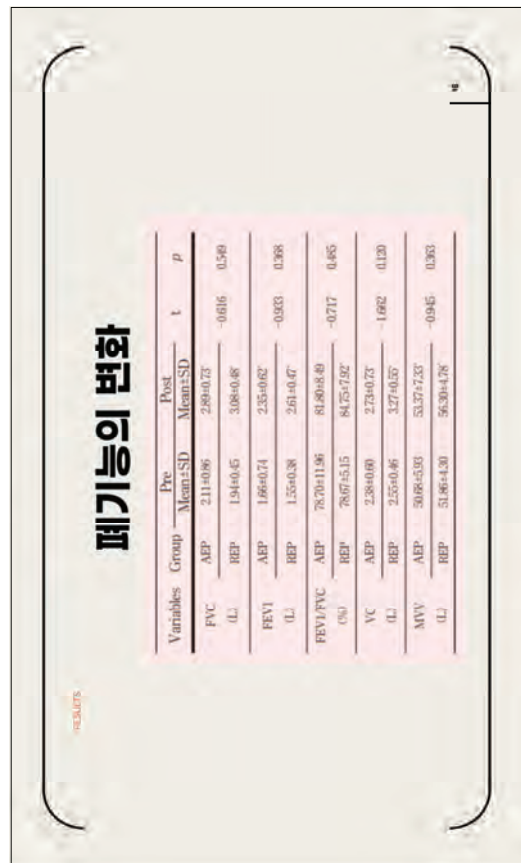 RESULTS
폐기능의 변화
Variables Group Pre Mean±SD Post Mean±SD t p
FVC (L) AEP 2.11±0.86 2.89±0.73* -0.616 0.549
REP 1.94±0.45 3.08±0.48*
FEV1 (L) AEP 1.66±0.74 2.35±0.62* -0.933 0.368
REP 1.55±0.38 2.61±0.47*
FEV1/FVC (%) AEP 78.70±11.96 81.80±8.49 -0.717 0.485
REP 78.67±5.15 84.75±7.92*
VC (L) AEP 2.38±0.60 2.73±0.73* -1.662 0.120
REP 2.55±0.46 3.27±0.55*
MVV (L) AEP 50.68±5.93 53.37±7.33* -0.945 0.363
REP 51.86±4.30 56.30±4.78*